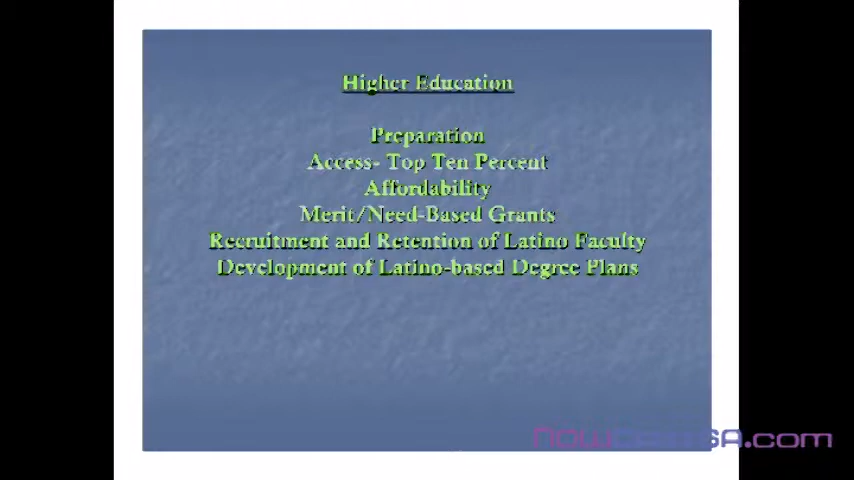 Higher Education
Preparation
Access- Top Ten Percent
Affordability
Merit/Need-Based Grants
Recruitment and Retention of Latino Faculty
Development of Latino-based Degree Plans